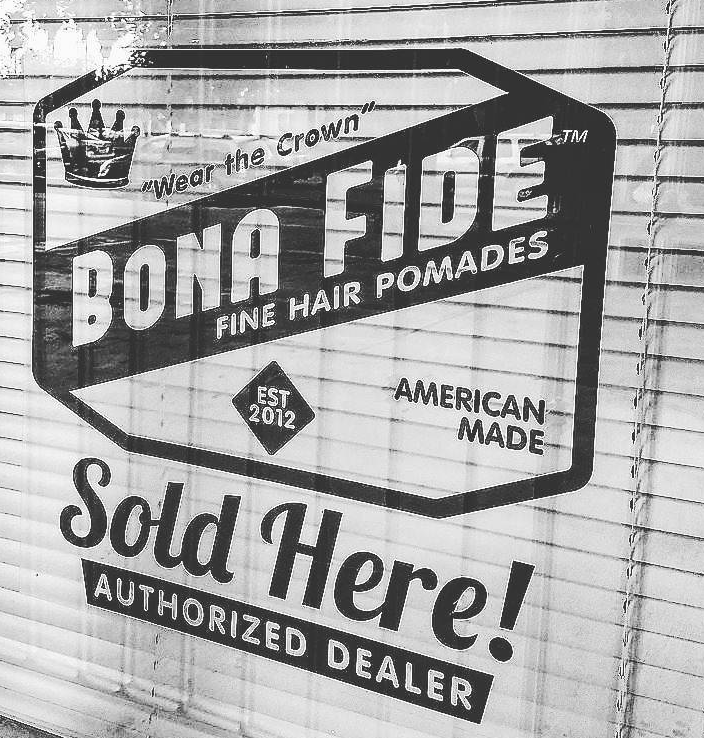 "Wear the Crown"
BONA FIDE™
FINE HAIR POMADES
EST
2012
AMERICAN
MADE
Sold Here!
AUTHORIZED DEALER